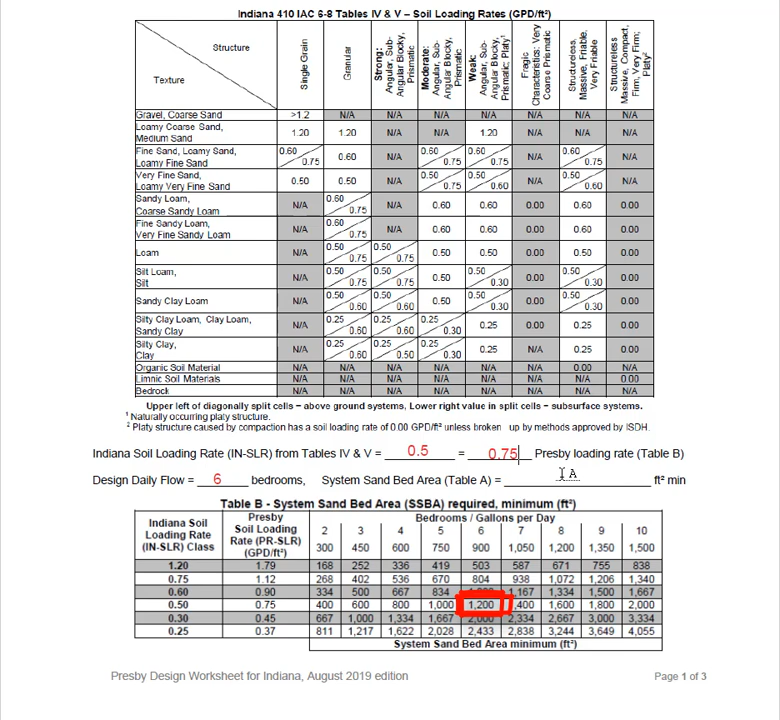 Indiana 410 IAC 6-8 Tables IV & V – Soil Loading Rates (GPD/ft²)
Structure
Texture
Single Grain
Granular
Strong: Angular, Sub-Angular Blocky, Prismatic
Moderate: Angular, Sub-Angular Blocky, Prismatic
Weak: Angular, Sub-Angular Blocky, Prismatic; Platy¹
Fragic Characteristics: Very Coarse Prismatic
Structureless, Massive, Friable, Very Friable
Structureless Massive, Compact, Firm, Very Firm; Platy²
Gravel, Coarse Sand >1.2 N/A N/A N/A N/A N/A N/A N/A
Loamy Coarse Sand, Medium Sand 1.20 1.20 N/A N/A 1.20 N/A N/A N/A
Fine Sand, Loamy Sand, Loamy Fine Sand 0.60 0.75 0.60 N/A 0.60 0.75 0.60 0.75 N/A 0.60 0.75 N/A
Very Fine Sand, Loamy Very Fine Sand 0.50 0.50 N/A 0.50 0.75 0.50 0.60 N/A 0.50 0.60 N/A
Sandy Loam, Coarse Sandy Loam N/A 0.60 0.75 N/A 0.60 0.60 0.00 0.60 0.00
Fine Sandy Loam, Very Fine Sandy Loam N/A 0.60 0.75 N/A 0.60 0.60 0.00 0.60 0.00
Loam N/A 0.50 0.75 0.50 0.75 0.50 0.50 0.00 0.50 0.00
Silt Loam, Silt N/A 0.50 0.75 0.50 0.75 0.50 0.50 0.30 0.00 0.50 0.30 0.00
Sandy Clay Loam N/A 0.50 0.60 0.50 0.60 0.50 0.50 0.30 0.00 0.50 0.30 0.00
Silty Clay Loam, Clay Loam, Sandy Clay N/A 0.25 0.60 0.25 0.60 0.25 0.30 0.25 0.00 0.25 0.00
Silty Clay, Clay N/A 0.25 0.60 0.25 0.50 0.25 0.30 0.25 N/A 0.25 0.00
Organic Soil Material N/A N/A N/A N/A N/A N/A 0.00 N/A
Limnic Soil Materials N/A N/A N/A N/A N/A N/A N/A 0.00
Bedrock N/A N/A N/A N/A N/A N/A N/A N/A
Upper left of diagonally split cells – above ground systems, Lower right value in split cells – subsurface systems.
¹ Naturally occurring platy structure.
² Platy structure caused by compaction has a soil loading rate of 0.00 GPD/ft² unless broken up by methods approved by ISDH.
Indiana Soil Loading Rate (IN-SLR) from Tables IV & V = 0.5 = 0.75 Presby loading rate (Table B)
Design Daily Flow = 6 bedrooms, System Sand Bed Area (Table A) = ft² min
A
Table B - System Sand Bed Area (SSBA) required, minimum (ft²)
Indiana Soil Loading Rate (IN-SLR) Class
Presby Soil Loading Rate (PR-SLR) (GPD/ft²)
Bedrooms / Gallons per Day
2 3 4 5 6 7 8 9 10
300 450 600 750 900 1,050 1,200 1,350 1,500
1.20 1.79 168 252 336 419 503 587 671 755 838
0.75 1.12 268 402 536 670 804 938 1,072 1,206 1,340
0.60 0.90 334 500 667 834 1,167 1,334 1,500 1,667
0.50 0.75 400 600 800 1,000 1,200 ,400 1,600 1,800 2,000
0.30 0.45 667 1,000 1,334 1,667 2,000 2,334 2,667 3,000 3,334
0.25 0.37 811 1,217 1,622 2,028 2,433 2,838 3,244 3,649 4,055
System Sand Bed Area minimum (ft²)
Presby Design Worksheet for Indiana, August 2019 edition
Page 1 of 3